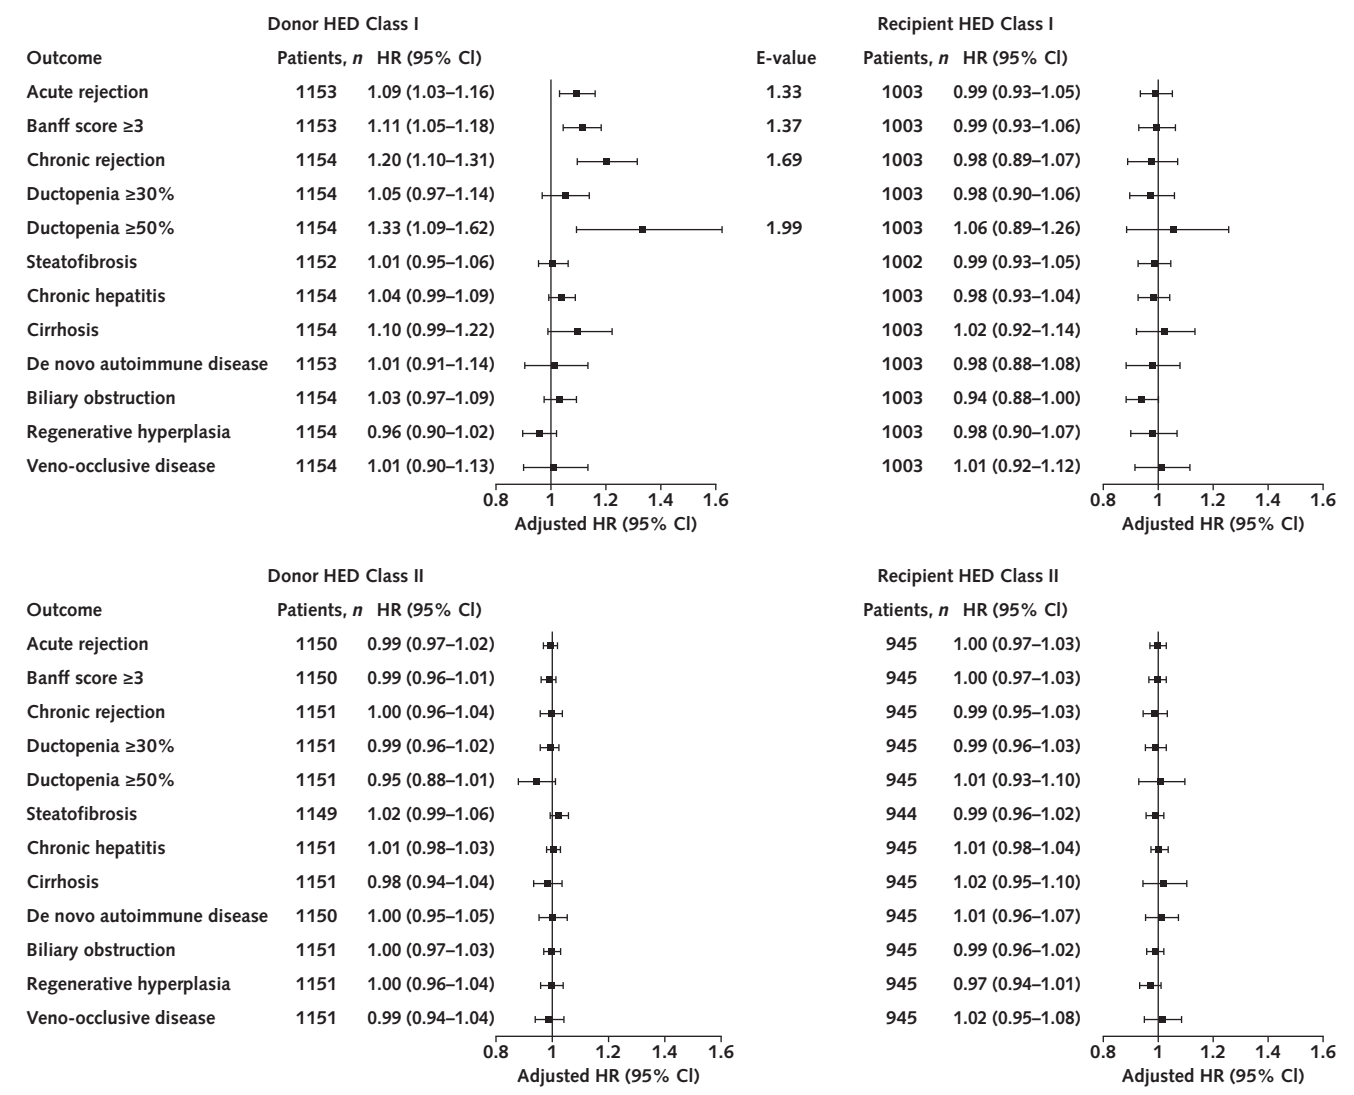 Donor HED Class I
Outcome Patients, n HR (95% CI) E-value
Acute rejection 1153 1.09 (1.03–1.16) 1.33
Banff score ≥3 1153 1.11 (1.05–1.18) 1.37
Chronic rejection 1154 1.20 (1.10–1.31) 1.69
Ductopenia ≥30% 1154 1.05 (0.97–1.14)
Ductopenia ≥50% 1154 1.33 (1.09–1.62) 1.99
Steatofibrosis 1152 1.01 (0.95–1.06)
Chronic hepatitis 1154 1.04 (0.99–1.09)
Cirrhosis 1154 1.10 (0.99–1.22)
De novo autoimmune disease 1153 1.01 (0.91–1.14)
Biliary obstruction 1154 1.03 (0.97–1.09)
Regenerative hyperplasia 1154 0.96 (0.90–1.02)
Veno-occlusive disease 1154 1.01 (0.90–1.13)
0.8 1 1.2 1.4 1.6
Adjusted HR (95% CI)
Recipient HED Class I
Patients, n HR (95% CI)
1003 0.99 (0.93–1.05)
1003 0.99 (0.93–1.06)
1003 0.98 (0.89–1.07)
1003 0.98 (0.90–1.06)
1003 1.06 (0.89–1.26)
1002 0.99 (0.93–1.05)
1003 0.98 (0.93–1.04)
1003 1.02 (0.92–1.14)
1003 0.98 (0.88–1.08)
1003 0.94 (0.88–1.00)
1003 0.98 (0.90–1.07)
1003 1.01 (0.92–1.12)
0.8 1 1.2 1.4 1.6
Adjusted HR (95% CI)
Donor HED Class II
Outcome Patients, n HR (95% CI)
Acute rejection 1150 0.99 (0.97–1.02)
Banff score ≥3 1150 0.99 (0.96–1.01)
Chronic rejection 1151 1.00 (0.96–1.04)
Ductopenia ≥30% 1151 0.99 (0.96–1.02)
Ductopenia ≥50% 1151 0.95 (0.88–1.01)
Steatofibrosis 1149 1.02 (0.99–1.06)
Chronic hepatitis 1151 1.01 (0.98–1.03)
Cirrhosis 1151 0.98 (0.94–1.04)
De novo autoimmune disease 1150 1.00 (0.95–1.05)
Biliary obstruction 1151 1.00 (0.97–1.03)
Regenerative hyperplasia 1151 1.00 (0.96–1.04)
Veno-occlusive disease 1151 0.99 (0.94–1.04)
0.8 1 1.2 1.4 1.6
Adjusted HR (95% CI)
Recipient HED Class II
Patients, n HR (95% CI)
945 1.00 (0.97–1.03)
945 1.00 (0.97–1.03)
945 0.99 (0.95–1.03)
945 0.99 (0.96–1.03)
945 1.01 (0.93–1.10)
944 0.99 (0.96–1.02)
945 1.01 (0.98–1.04)
945 1.02 (0.95–1.10)
945 1.01 (0.96–1.07)
945 0.99 (0.96–1.02)
945 0.97 (0.94–1.01)
945 1.02 (0.95–1.08)
0.8 1 1.2 1.4 1.6
Adjusted HR (95% CI)